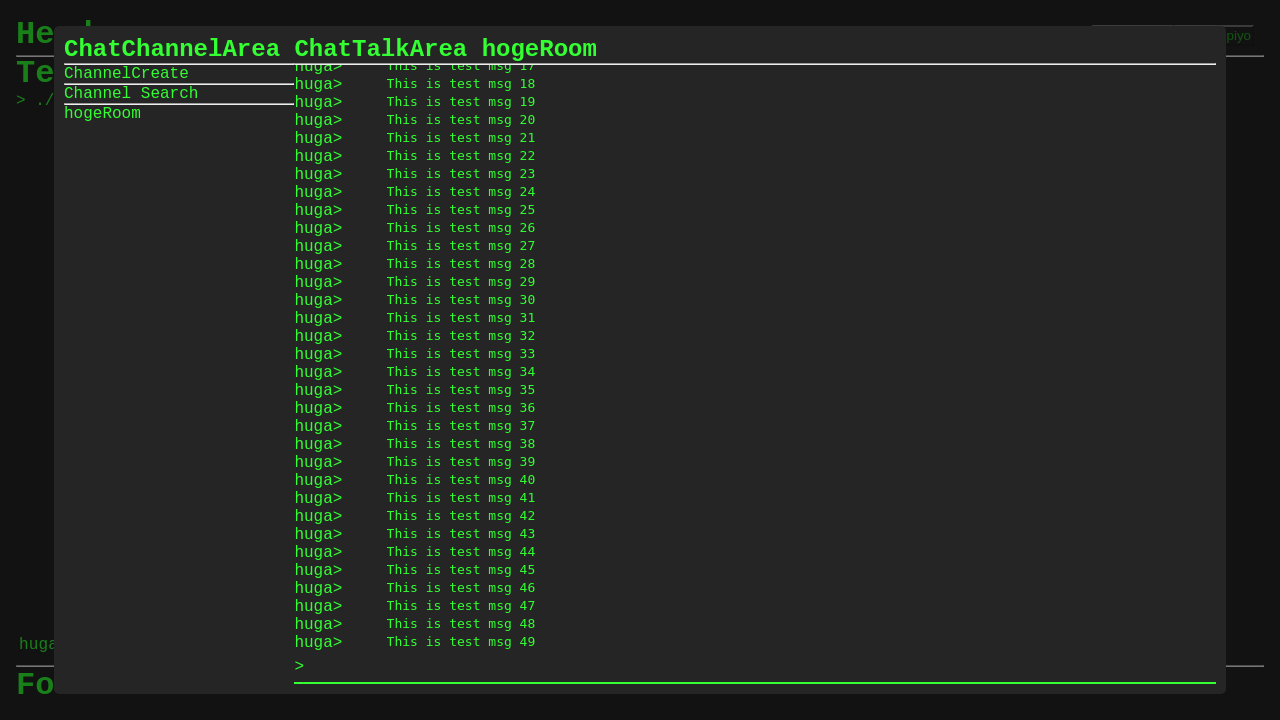 ChatChannelArea ChatTalkArea hogeRoom
ChannelCreate
Channel Search
hogeRoom
huga> This is test msg 17
huga> This is test msg 18
huga> This is test msg 19
huga> This is test msg 20
huga> This is test msg 21
huga> This is test msg 22
huga> This is test msg 23
huga> This is test msg 24
huga> This is test msg 25
huga> This is test msg 26
huga> This is test msg 27
huga> This is test msg 28
huga> This is test msg 29
huga> This is test msg 30
huga> This is test msg 31
huga> This is test msg 32
huga> This is test msg 33
huga> This is test msg 34
huga> This is test msg 35
huga> This is test msg 36
huga> This is test msg 37
huga> This is test msg 38
huga> This is test msg 39
huga> This is test msg 40
huga> This is test msg 41
huga> This is test msg 42
huga> This is test msg 43
huga> This is test msg 44
huga> This is test msg 45
huga> This is test msg 46
huga> This is test msg 47
huga> This is test msg 48
huga> This is test msg 49
>
piyo
> ./
huga